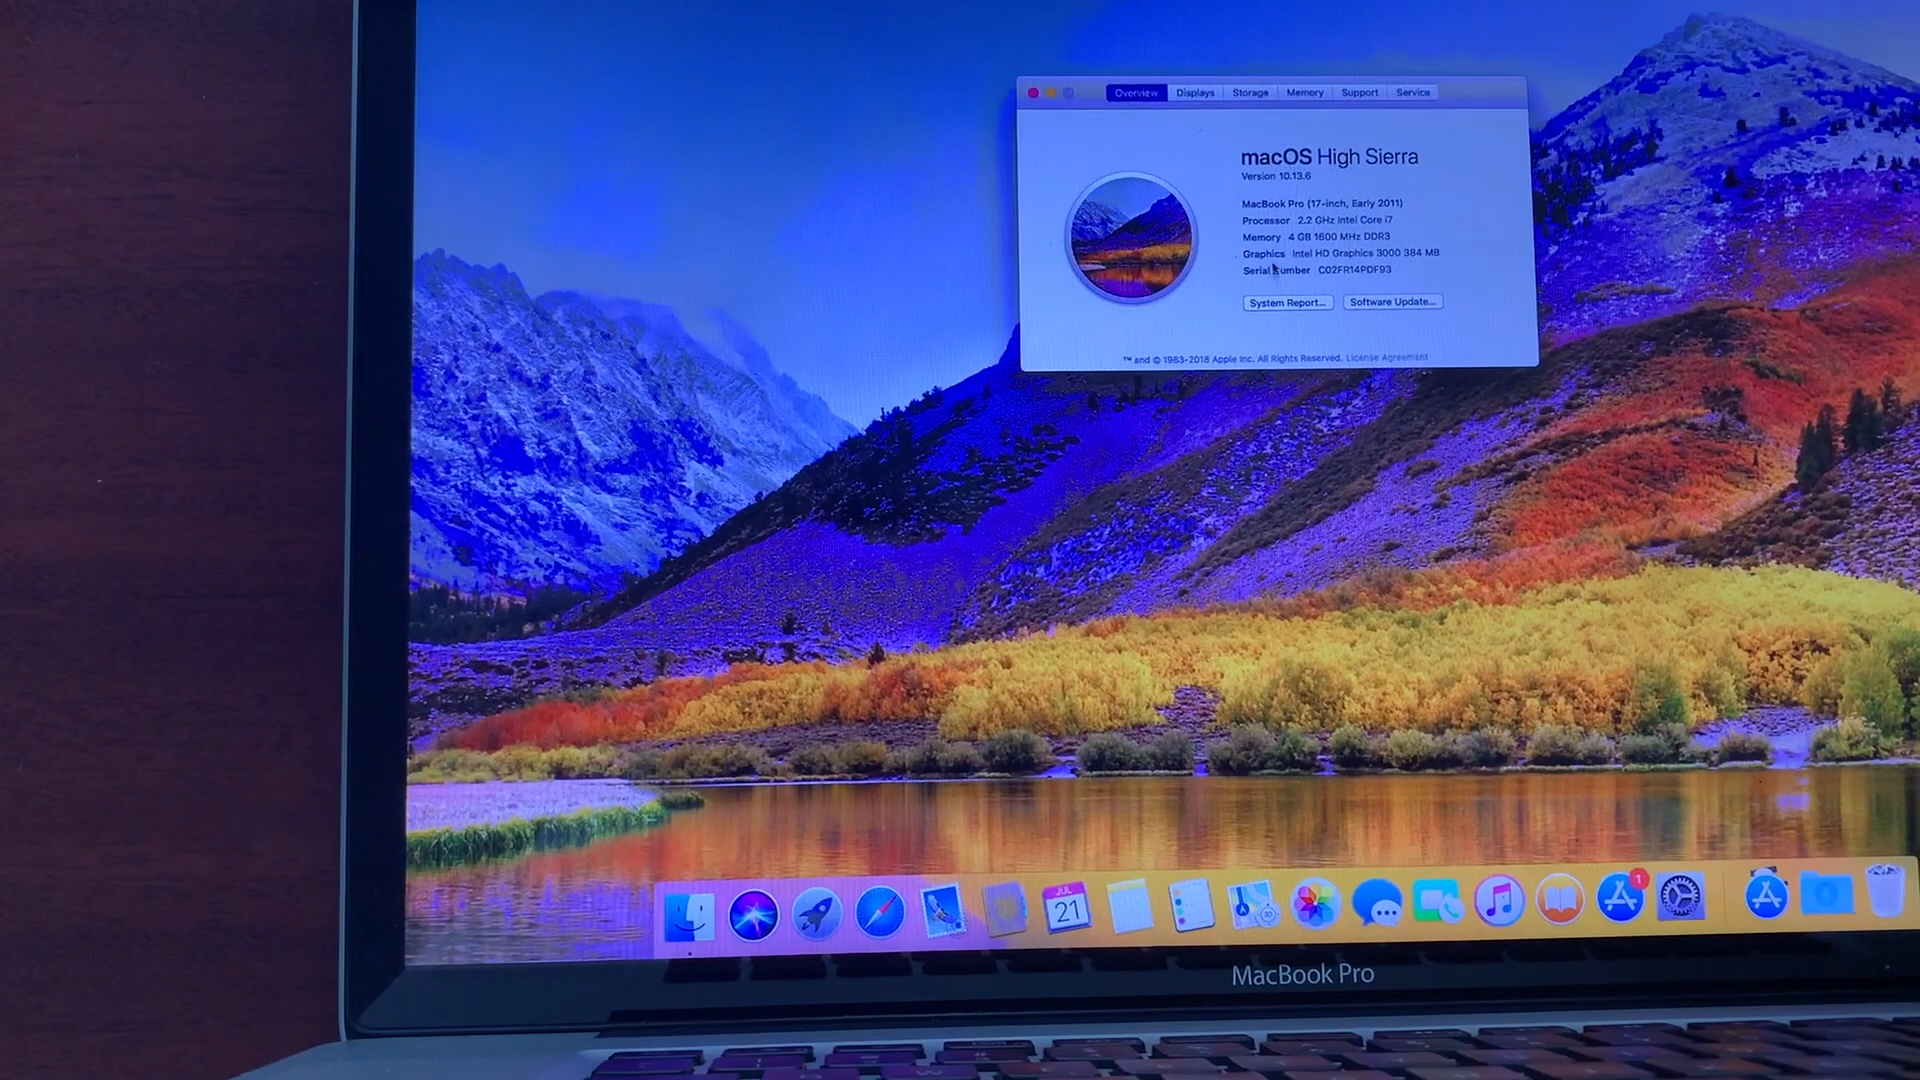 Overview Displays Storage Memory Support Service
macOS High Sierra
Version 10.13.6
MacBook Pro (17-inch, Early 2011)
Processor 2.2 GHz Intel Core i7
Memory 4 GB 1600 MHz DDR3
Graphics Intel HD Graphics 3000 384 MB
Serial Number C02FR14PDF93
System Report... Software Update...
™ and © 1983-2018 Apple Inc. All Rights Reserved. License Agreement
JUL
21
1
MacBook Pro